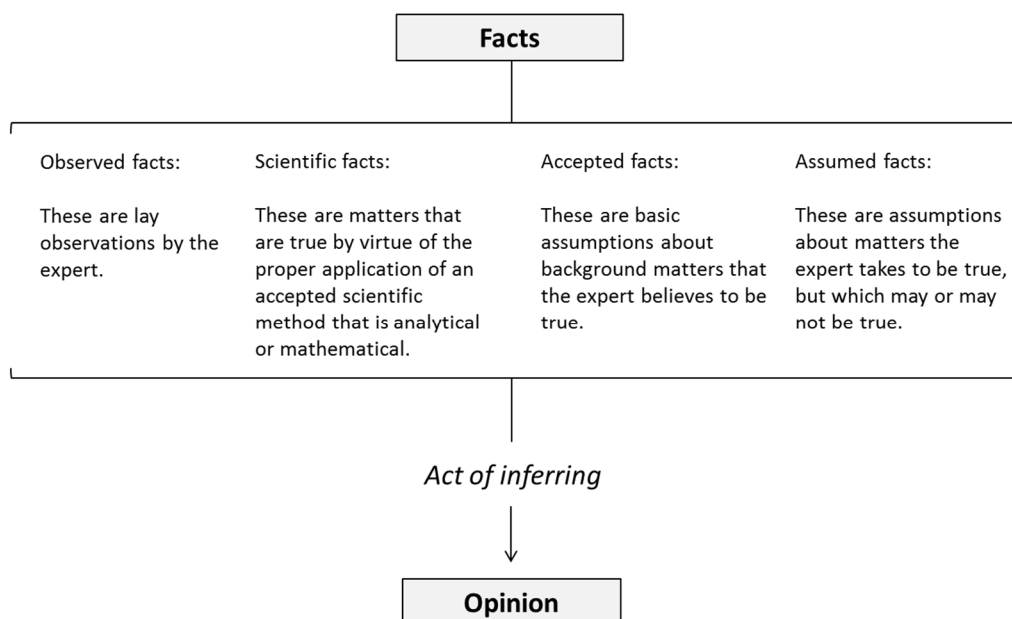 Facts
Observed facts:
These are lay
observations by the
expert.
Scientific facts:
These are matters that
are true by virtue of the
proper application of an
accepted scientific
method that is analytical
or mathematical.
Accepted facts:
These are basic
assumptions about
background matters that
the expert believes to be
true.
Assumed facts:
These are assumptions
about matters the
expert takes to be true,
but which may or may
not be true.
Act of inferring
Opinion